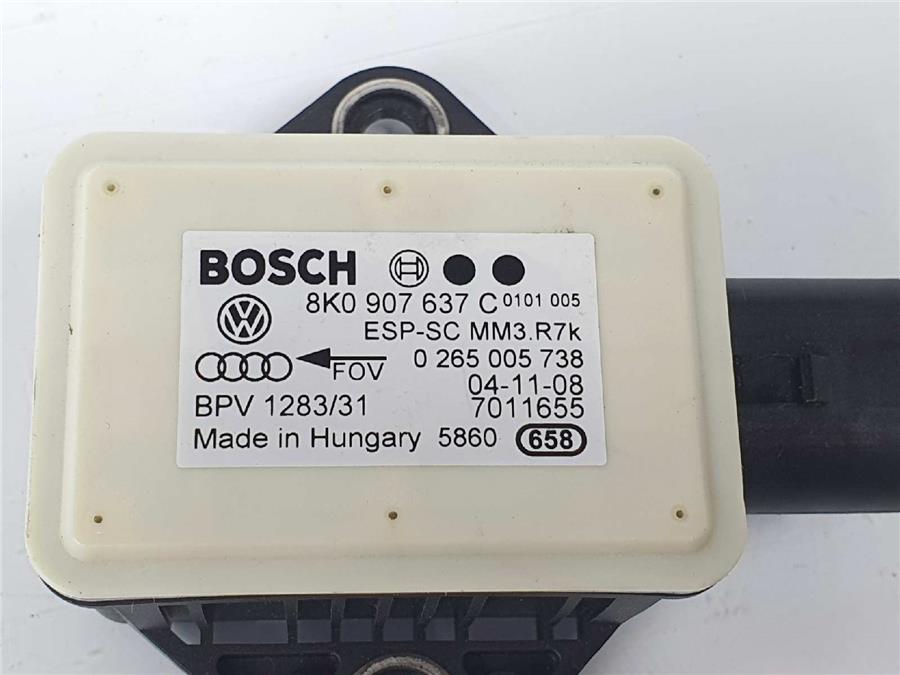 BOSCH
8K0 907 637 C 0101 005
ESP-SC MM3.R7k
FOV 0 265 005 738
04-11-08
BPV 1283/31 7011655
Made in Hungary 5860 658